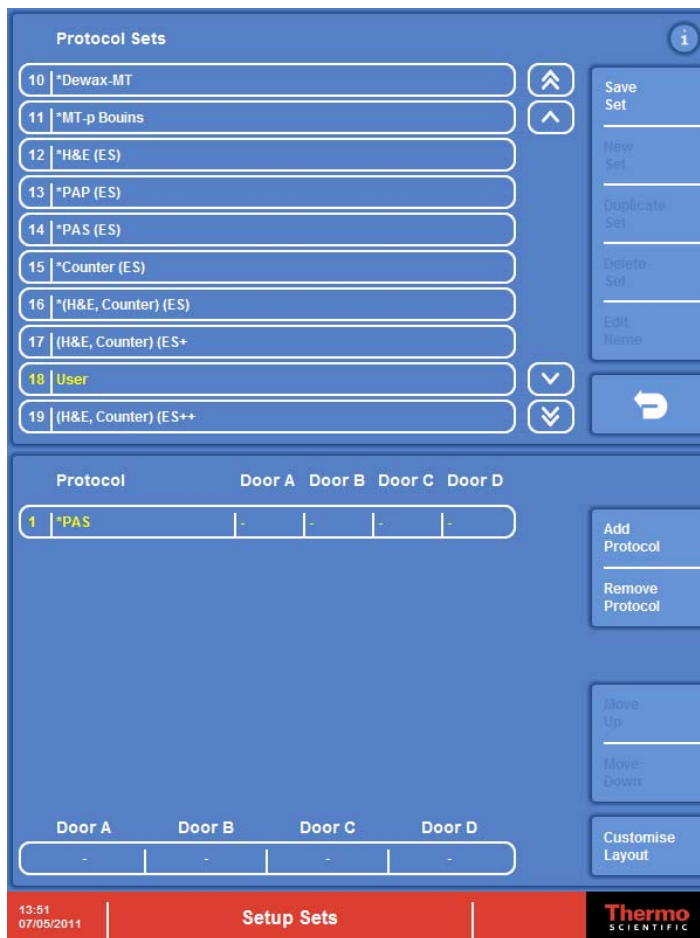 Protocol Sets
i
10 *Dewax-MT
11 *MT-p Bouins
12 *H&E (ES)
13 *PAP (ES)
14 *PAS (ES)
15 *Counter (ES)
16 *(H&E, Counter) (ES)
17 (H&E, Counter) (ES+
18 User
19 (H&E, Counter) (ES++
Save
Set
New
Set
Duplicate
Set
Delete
Set
Edit
Name
Protocol Door A Door B Door C Door D
1 *PAS - - - -
Add
Protocol
Remove
Protocol
Move
Up
Move
Down
Door A Door B Door C Door D
- - - -
Customise
Layout
13:51
07/05/2011
Setup Sets
Thermo
SCIENTIFIC